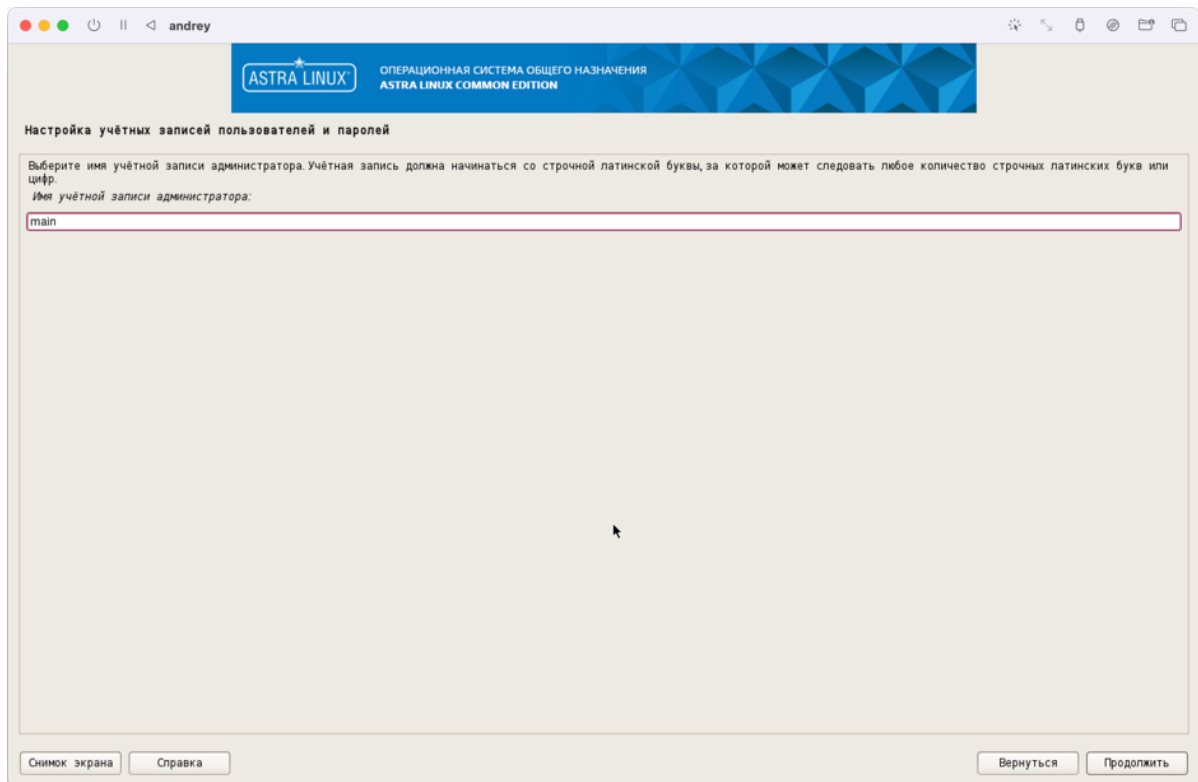 andrey
ASTRA LINUX®
ОПЕРАЦИОННАЯ СИСТЕМА ОБЩЕГО НАЗНАЧЕНИЯ
ASTRA LINUX COMMON EDITION
Настройка учётных записей пользователей и паролей
Выберите имя учётной записи администратора. Учётная запись должна начинаться со строчной латинской буквы, за которой может следовать любое количество строчных латинских букв или
цифр.
Имя учётной записи администратора:
main
Снимок экрана
Справка
Вернуться
Продолжить